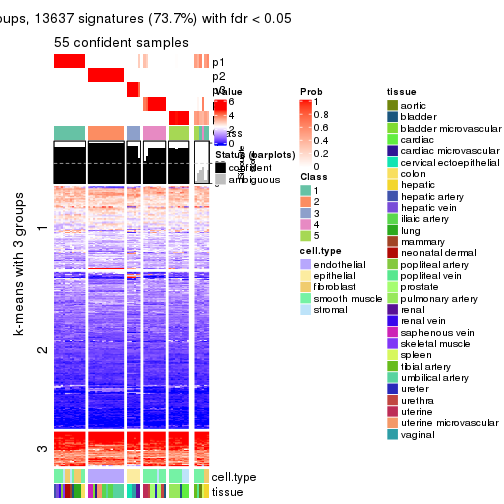 oups, 13637 signatures (73.7%) with fdr < 0.05
55 confident samples
p1
p2
p3
k-means with 3 groups
1
2
3
cell.type
tissue
Value
6
4
2
0
Status (barplots)
confident
ambiguous
Prob
1
0.8
0.6
0.4
0.2
0
Class
1
2
3
4
5
cell.type
endothelial
epithelial
fibroblast
smooth muscle
stromal
tissue
aortic
bladder
bladder microvascular
cardiac
cardiac microvascular
cervical ectoepithelial
colon
hepatic
hepatic artery
hepatic vein
iliac artery
lung
mammary
neonatal dermal
popliteal artery
popliteal vein
prostate
pulmonary artery
renal
renal vein
saphenous vein
skeletal muscle
spleen
tibial artery
umbilical artery
ureter
urethra
uterine
uterine microvascular
vaginal